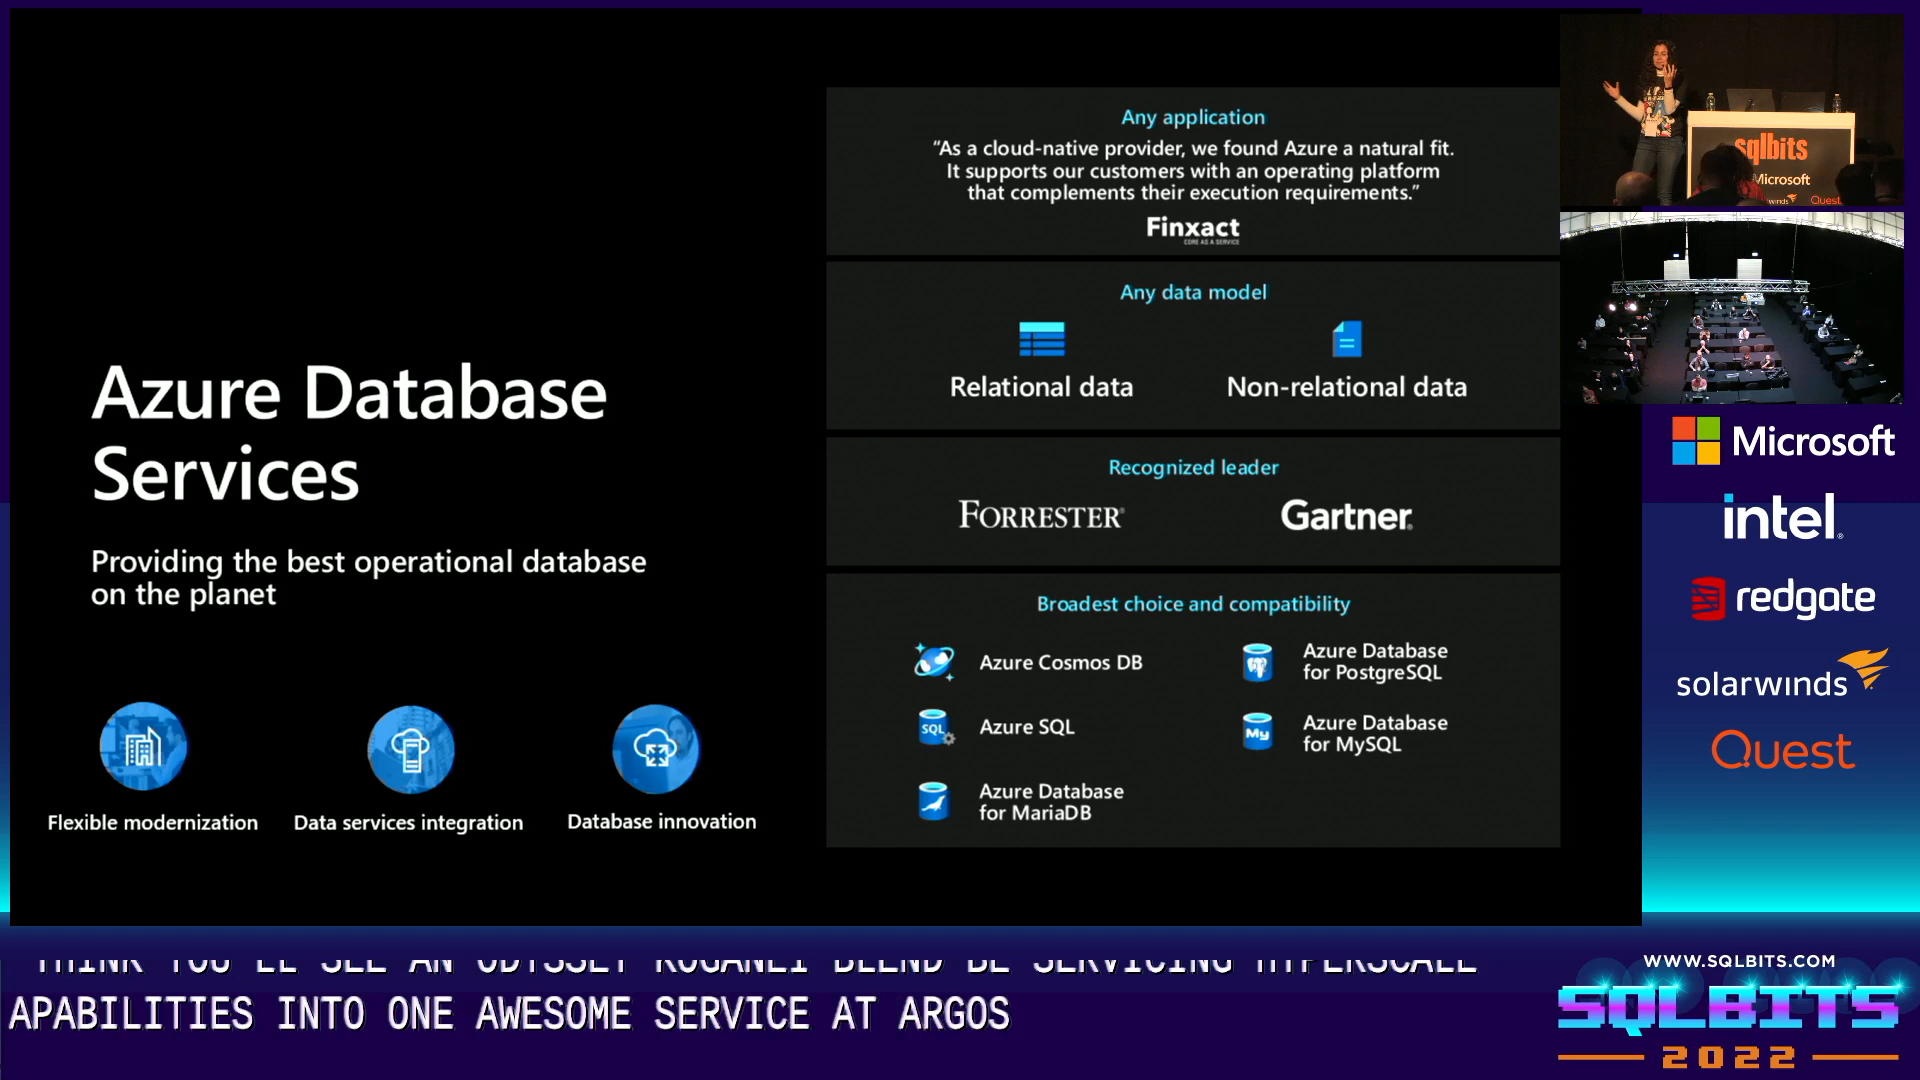 Azure Database
Services
Providing the best operational database
on the planet
Flexible modernization
Data services integration
Database innovation
Any application
“As a cloud-native provider, we found Azure a natural fit.
It supports our customers with an operating platform
that complements their execution requirements.”
Finxact
CORE AS A SERVICE
Any data model
Relational data
Non-relational data
Recognized leader
FORRESTER®
Gartner®
Broadest choice and compatibility
Azure Cosmos DB
SQL
Azure SQL
Azure Database
for MariaDB
Azure Database
for PostgreSQL
My
Azure Database
for MySQL
sqlbits
Microsoft
winds
Quest
Microsoft
intel®
redgate
solarwinds
Quest
THINK YOU'LL SEE AN BLEND BE SERVICING HYPERSCALE
APABILITIES INTO ONE AWESOME SERVICE AT ARGOS
WWW.SQLBITS.COM
SQLBITS
2022